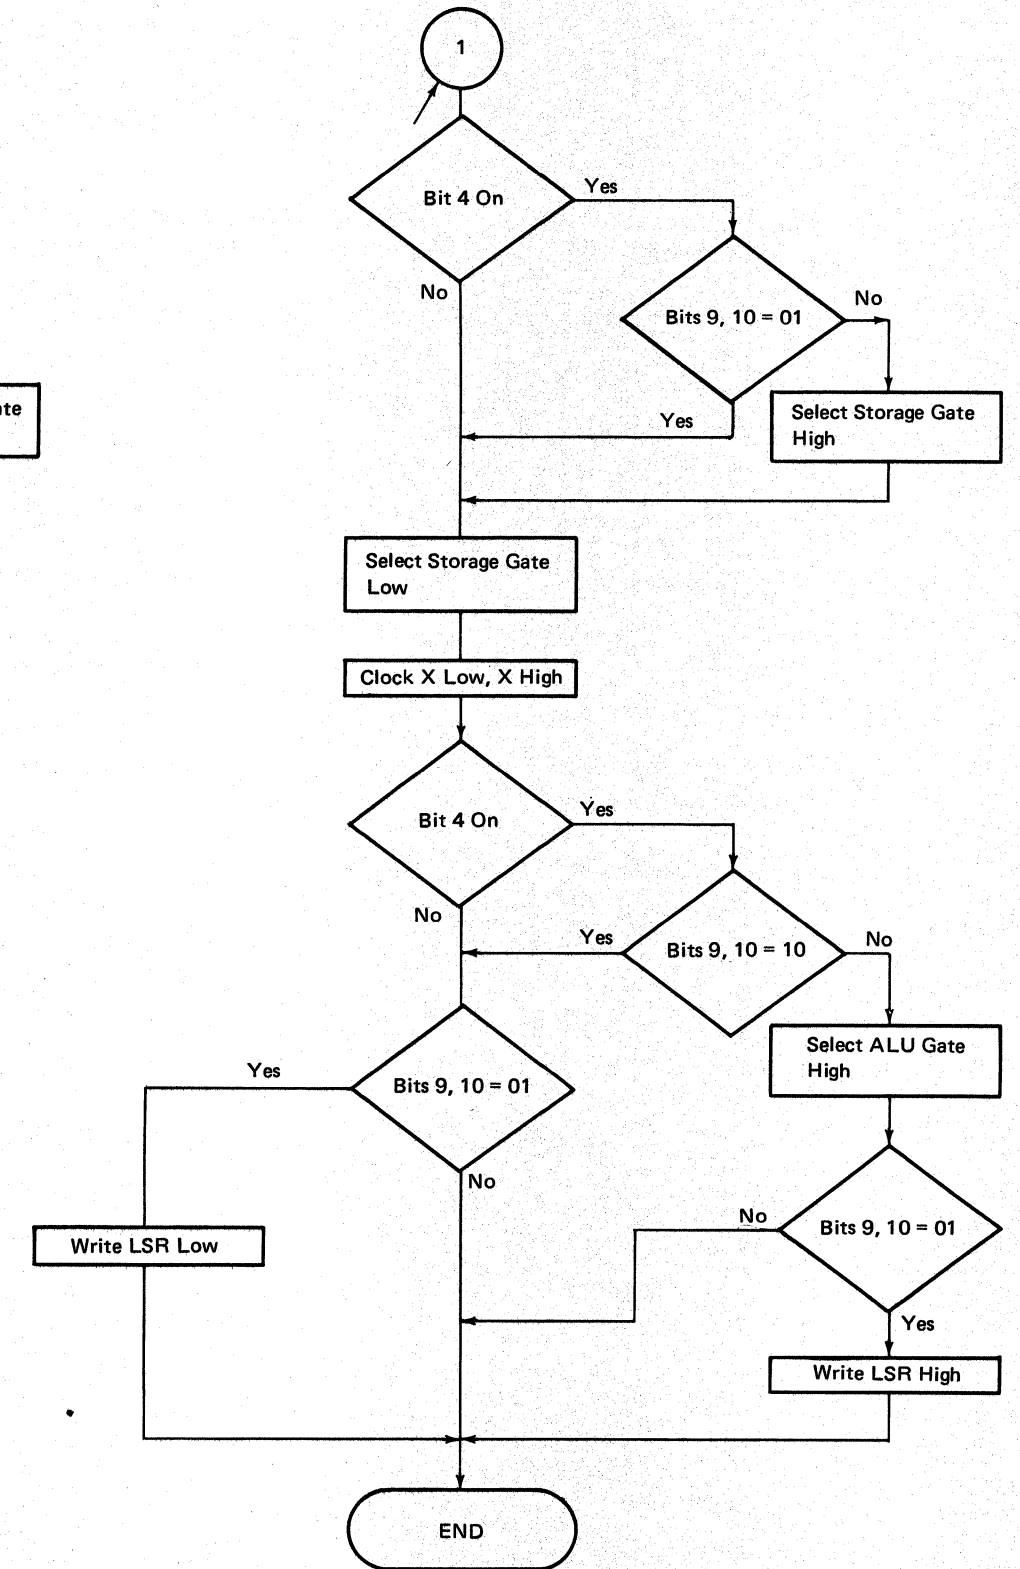 1
Bit 4 On
Yes
No
Bits 9, 10 = 01
No
Yes
Select Storage Gate
High
Select Storage Gate
Low
Clock X Low, X High
Bit 4 On
Yes
No
Bits 9, 10 = 10
Yes
No
Select ALU Gate
High
Bits 9, 10 = 01
Yes
No
Write LSR Low
Bits 9, 10 = 01
No
Yes
Write LSR High
END